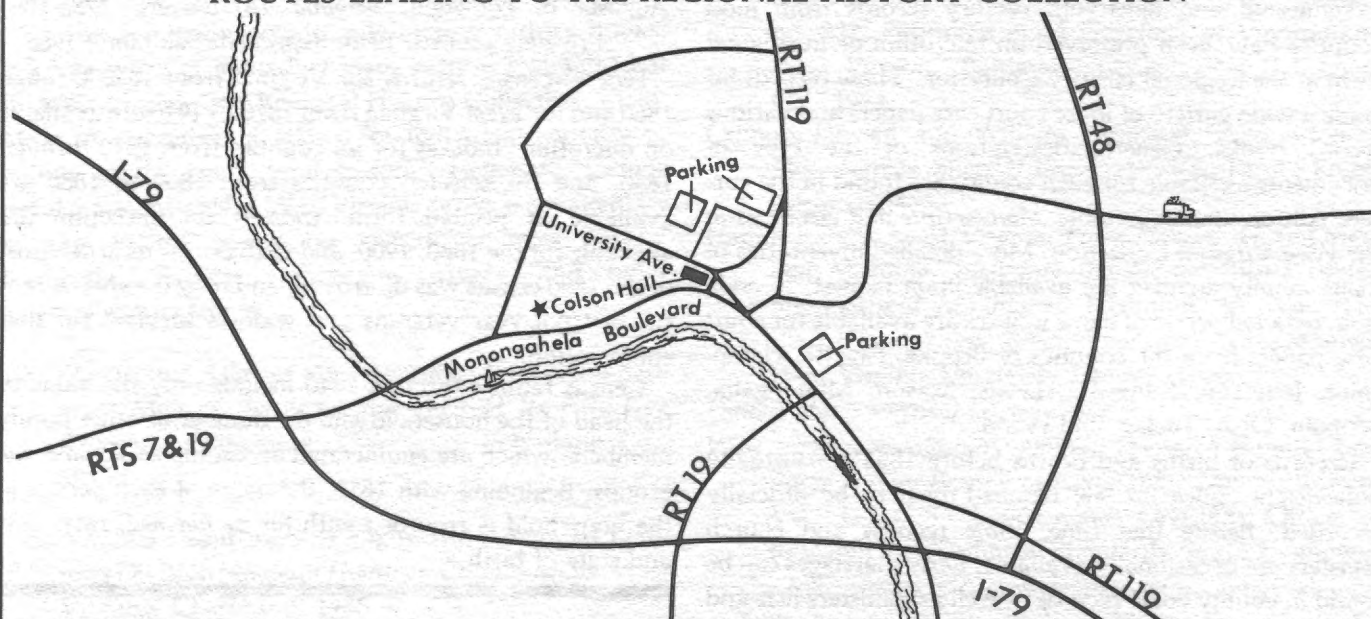 ROUTES LEADING TO THE REGIONAL HISTORY COLLECTION
I-79
RT 119
RT 48
Parking
University Ave.
★Colson Hall
Monongahela Boulevard
Parking
RTS 7&19
RT 19
RT 119
I-79